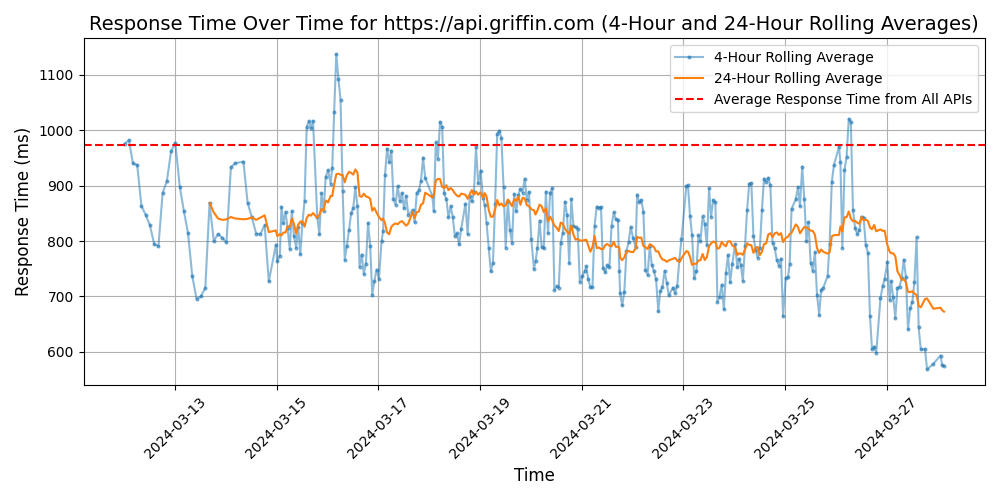 Response Time Over Time for https://api.griffin.com (4-Hour and 24-Hour Rolling Averages)
4-Hour Rolling Average
24-Hour Rolling Average
Average Response Time from All APIs
Response Time (ms)
1100
1000
900
800
700
600
2024-03-13
2024-03-15
2024-03-17
2024-03-19
2024-03-21
2024-03-23
2024-03-25
2024-03-27
Time